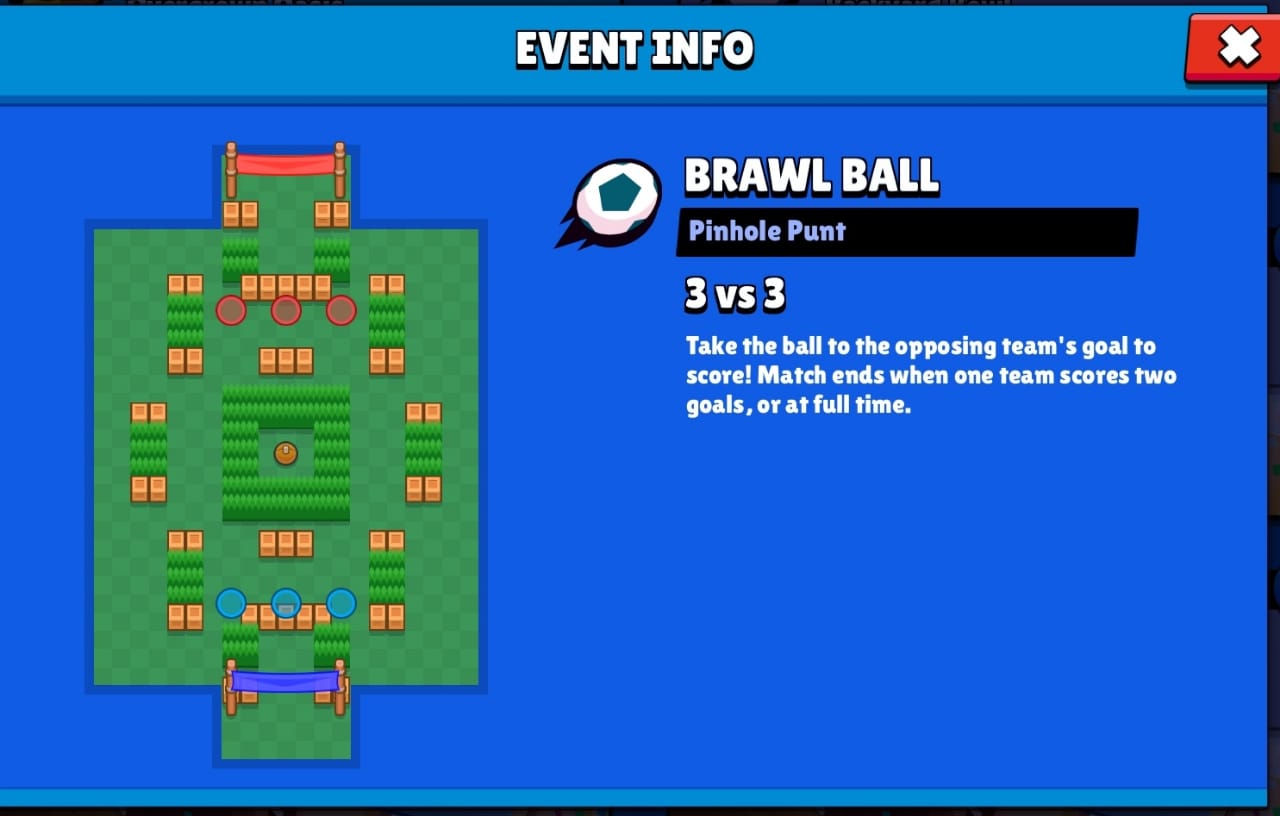 EVENT INFO
BRAWL BALL
Pinhole Punt
3 vs 3
Take the ball to the opposing team's goal to
score! Match ends when one team scores two
goals, or at full time.